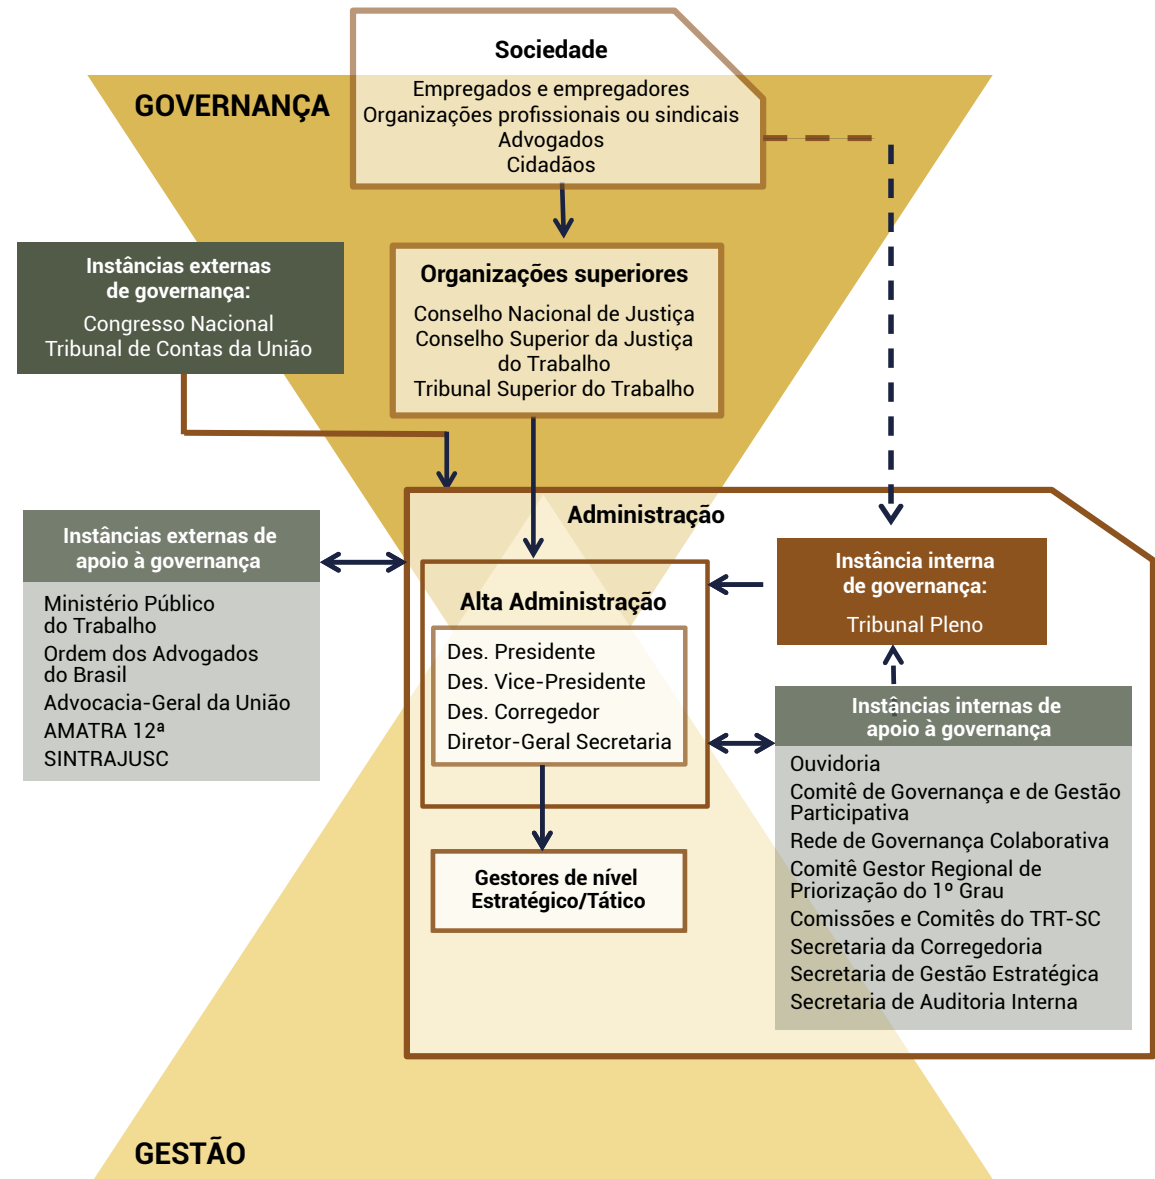 Sociedade
Empregados e empregadores
Organizações profissionais ou sindicais
Advogados
Cidadãos
GOVERNANÇA
Instâncias externas
de governança:
Congresso Nacional
Tribunal de Contas da União
Organizações superiores
Conselho Nacional de Justiça
Conselho Superior da Justiça
do Trabalho
Tribunal Superior do Trabalho
Administração
Instâncias externas de
apoio à governança
Ministério Público
do Trabalho
Ordem dos Advogados
do Brasil
Advocacia-Geral da União
AMATRA 12ª
SINTRAJUSC
Alta Administração
Des. Presidente
Des. Vice-Presidente
Des. Corregedor
Diretor-Geral Secretaria
Gestores de nível
Estratégico/Tático
Instância interna
de governança:
Tribunal Pleno
Instâncias internas de
apoio à governança
Ouvidoria
Comitê de Governança e de Gestão
Participativa
Rede de Governança Colaborativa
Comitê Gestor Regional de
Priorização do 1º Grau
Comissões e Comitês do TRT-SC
Secretaria da Corregedoria
Secretaria de Gestão Estratégica
Secretaria de Auditoria Interna
GESTÃO